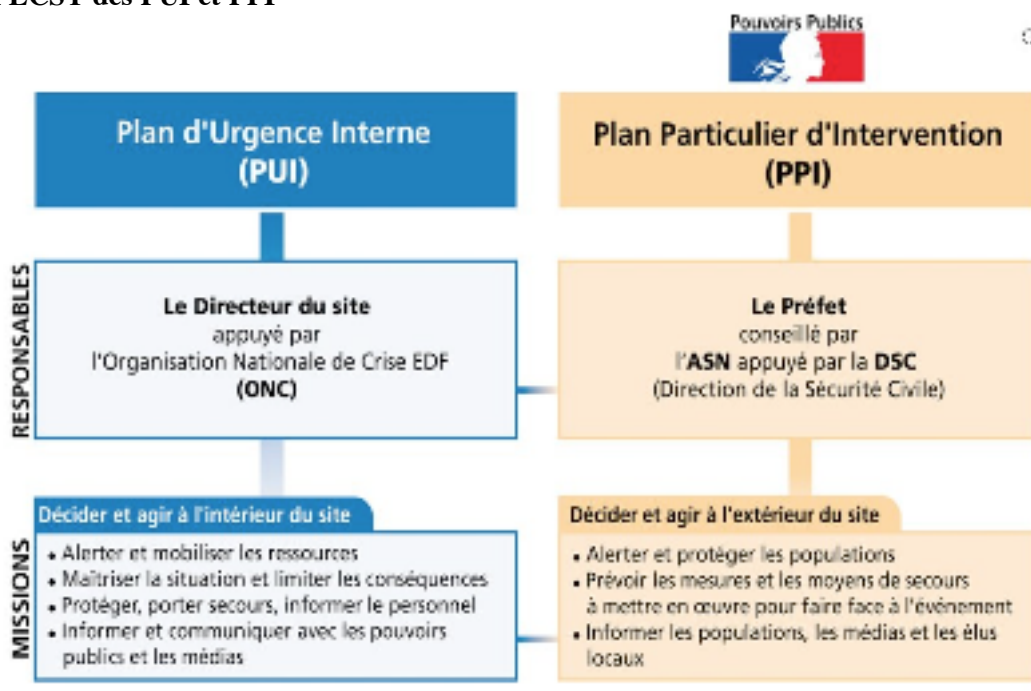 des PUI et PPI
Pouvoirs Publics
Plan d'Urgence Interne
(PUI)
Plan Particulier d'Intervention
(PPI)
RESPONSABLES
Le Directeur du site
appuyé par
l'Organisation Nationale de Crise EDF
(ONC)
Le Préfet
conseillé par
l'ASN appuyé par la DSC
(Direction de la Sécurité Civile)
MISSIONS
Décider et agir à l'intérieur du site
• Alerter et mobiliser les ressources
• Maîtriser la situation et limiter les conséquences
• Protéger, porter secours, informer le personnel
• Informer et communiquer avec les pouvoirs
publics et les médias
Décider et agir à l'extérieur du site
• Alerter et protéger les populations
• Prévoir les mesures et les moyens de secours
à mettre en œuvre pour faire face à l'événement
• Informer les populations, les médias et les élus
locaux